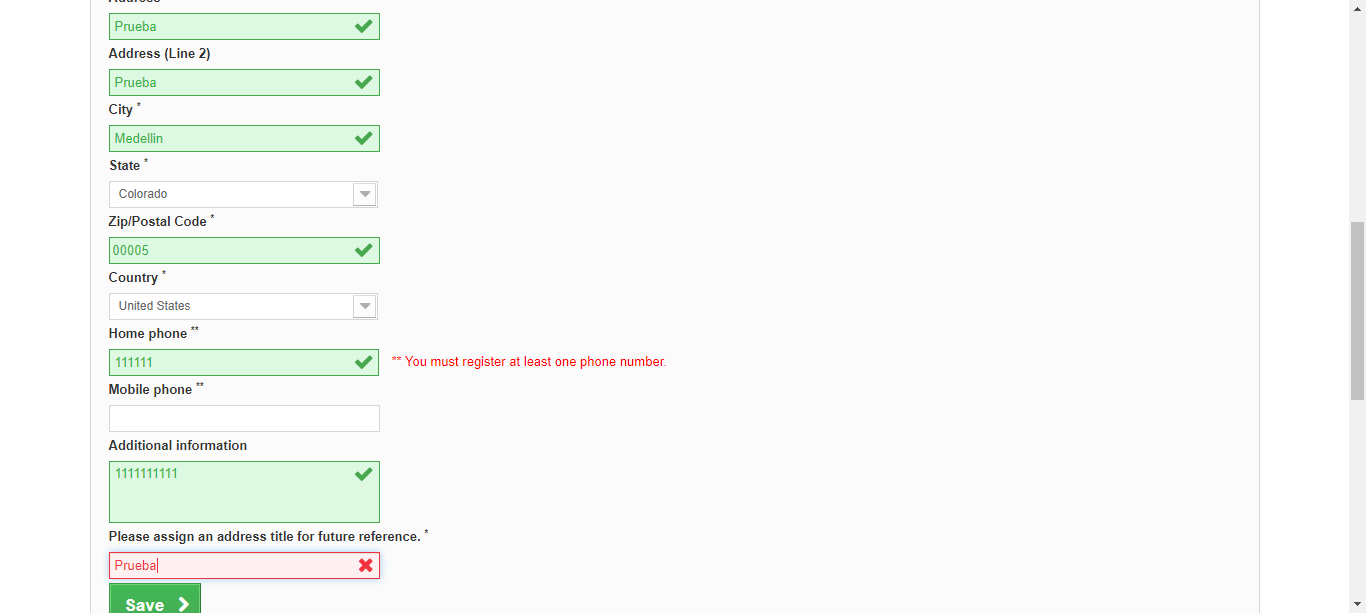 Address
Prueba
Address (Line 2)
Prueba
City *
Medellin
State *
Colorado
Zip/Postal Code *
00005
Country *
United States
Home phone **
111111
** You must register at least one phone number.
Mobile phone **
Additional information
1111111111
Please assign an address title for future reference. *
Prueba
Save